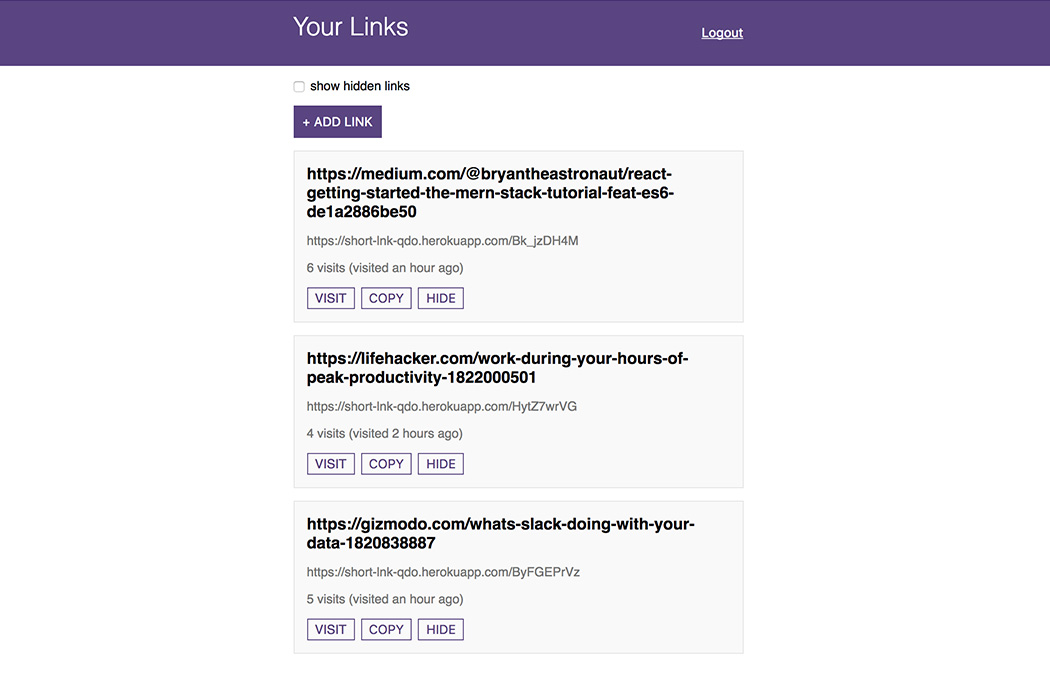 Your Links
Logout
show hidden links
+ ADD LINK
https://medium.com/@bryantheastronaut/react-
getting-started-the-mern-stack-tutorial-feat-es6-
de1a2886be50
https://short-lnk-qdo.herokuapp.com/Bk_jzDH4M
6 visits (visited an hour ago)
VISIT COPY HIDE
https://lifehacker.com/work-during-your-hours-of-
peak-productivity-1822000501
https://short-lnk-qdo.herokuapp.com/HytZ7wrVG
4 visits (visited 2 hours ago)
VISIT COPY HIDE
https://gizmodo.com/whats-slack-doing-with-your-
data-1820838887
https://short-lnk-qdo.herokuapp.com/ByFGEPrVz
5 visits (visited an hour ago)
VISIT COPY HIDE